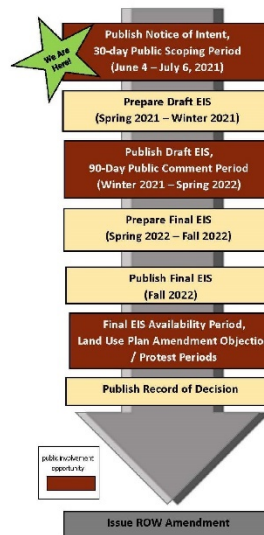 We Are
Here!
Publish Notice of Intent,
30-day Public Scoping Period
(June 4 – July 6, 2021)
Prepare Draft EIS
(Spring 2021 – Winter 2021)
Publish Draft EIS,
90-Day Public Comment Period
(Winter 2021 – Spring 2022)
Prepare Final EIS
(Spring 2022 – Fall 2022)
Publish Final EIS
(Fall 2022)
Final EIS Availability Period,
Land Use Plan Amendment Objection
/ Protest Periods
Publish Record of Decision
public involvement
opportunity
Issue ROW Amendment